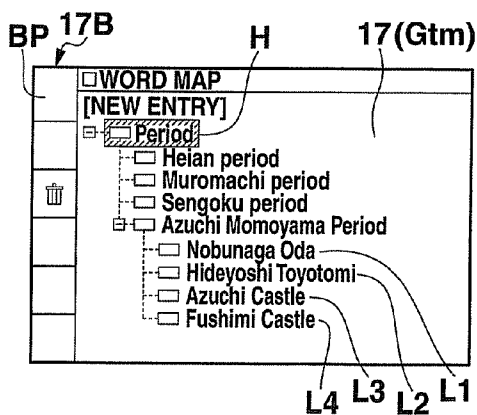 BP 17B H 17(Gtm)
□WORD MAP
[NEW ENTRY]
Period
Heian period
Muromachi period
Sengoku period
Azuchi Momoyama Period
Nobunaga Oda
Hideyoshi Toyotomi
Azuchi Castle
Fushimi Castle
L4 L3 L2 L1